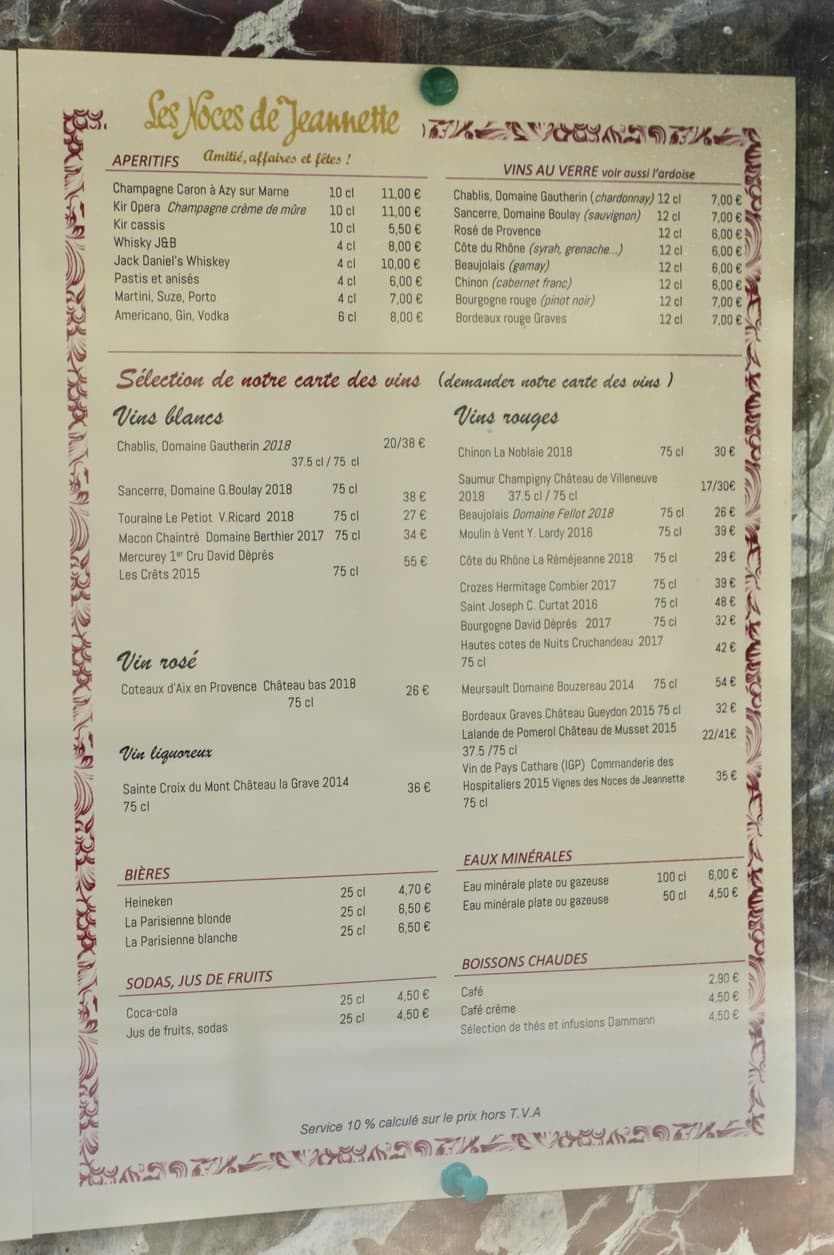 Les Noces de Jeannette
Amitié, affaires et fêtes !
APERITIFS
Champagne Caron à Azy sur Marne 10 cl 11,00 €
Kir Opera Champagne crème de mûre 10 cl 11,00 €
Kir cassis 10 cl 5,50 €
Whisky J&B 4 cl 8,00 €
Jack Daniel's Whiskey 4 cl 10,00 €
Pastis et anisés 4 cl 6,00 €
Martini, Suze, Porto 4 cl 7,00 €
Americano, Gin, Vodka 6 cl 8,00 €
VINS AU VERRE voir aussi l'ardoise
Chablis, Domaine Gautherin (chardonnay) 12 cl 7,00 €
Sancerre, Domaine Boulay (sauvignon) 12 cl 7,00 €
Rosé de Provence 12 cl 6,00 €
Côte du Rhône (syrah, grenache...) 12 cl 6,00 €
Beaujolais (gamay) 12 cl 6,00 €
Chinon (cabernet franc) 12 cl 6,00 €
Bourgogne rouge (pinot noir) 12 cl 7,00 €
Bordeaux rouge Graves 12 cl 7,00 €
Sélection de notre carte des vins (demander notre carte des vins )
Vins blancs
Chablis, Domaine Gautherin 2018 20/38 €
37.5 cl / 75 cl
Sancerre, Domaine G.Boulay 2018 75 cl 38 €
Touraine Le Petiot V.Ricard 2018 75 cl 27 €
Macon Chaintré Domaine Berthier 2017 75 cl 34 €
Mercurey 1er Cru David Dèprés 55 €
Les Crêts 2015 75 cl
Vin rosé
Coteaux d'Aix en Provence Château bas 2018 26 €
75 cl
Vin liquoreux
Sainte Croix du Mont Château la Grave 2014 36 €
75 cl
Vins rouges
Chinon La Noblaie 2018 75 cl 30 €
Saumur Champigny Château de Villeneuve 17/30€
2018 37.5 cl / 75 cl
Beaujolais Domaine Fellot 2018 75 cl 26 €
Moulin à Vent Y. Lardy 2016 75 cl 39 €
Côte du Rhône La Réméjeanne 2018 75 cl 29 €
Crozes Hermitage Combier 2017 75 cl 39 €
Saint Joseph C. Curtat 2016 75 cl 48 €
Bourgogne David Dèprés 2017 75 cl 32 €
Hautes cotes de Nuits Cruchandeau 2017 42 €
75 cl
Meursault Domaine Bouzereau 2014 75 cl 54 €
Bordeaux Graves Château Gueydon 2015 75 cl 32 €
Lalande de Pomerol Château de Musset 2015 22/41€
37.5 /75 cl
Vin de Pays Cathare (IGP) Commanderie des
Hospitaliers 2015 Vignes des Noces de Jeannette 35 €
75 cl
BIÈRES
Heineken 25 cl 4,70 €
La Parisienne blonde 25 cl 6,50 €
La Parisienne blanche 25 cl 6,50 €
EAUX MINÉRALES
Eau minérale plate ou gazeuse 100 cl 6,00 €
Eau minérale plate ou gazeuse 50 cl 4,50 €
SODAS, JUS DE FRUITS
Coca-cola 25 cl 4,50 €
Jus de fruits, sodas 25 cl 4,50 €
BOISSONS CHAUDES
Café 2.90 €
Café crème 4,50 €
Sélection de thés et infusions Dammann 4,50 €
Service 10 % calculé sur le prix hors T.V.A